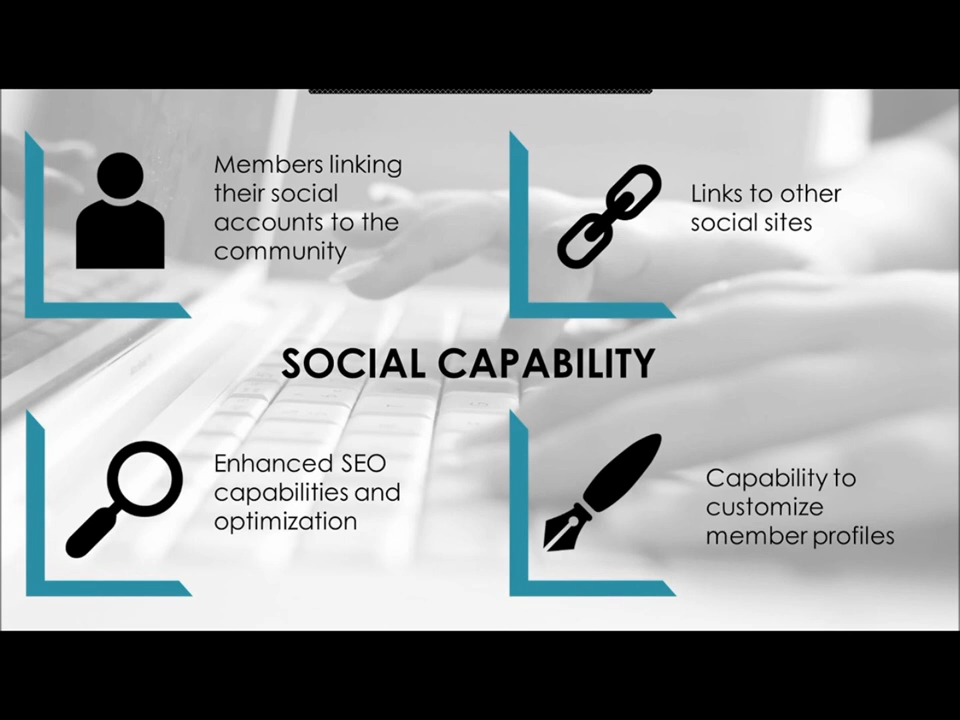 Members linking
their social
accounts to the
community
Links to other
social sites
SOCIAL CAPABILITY
Enhanced SEO
capabilities and
optimization
Capability to
customize
member profiles